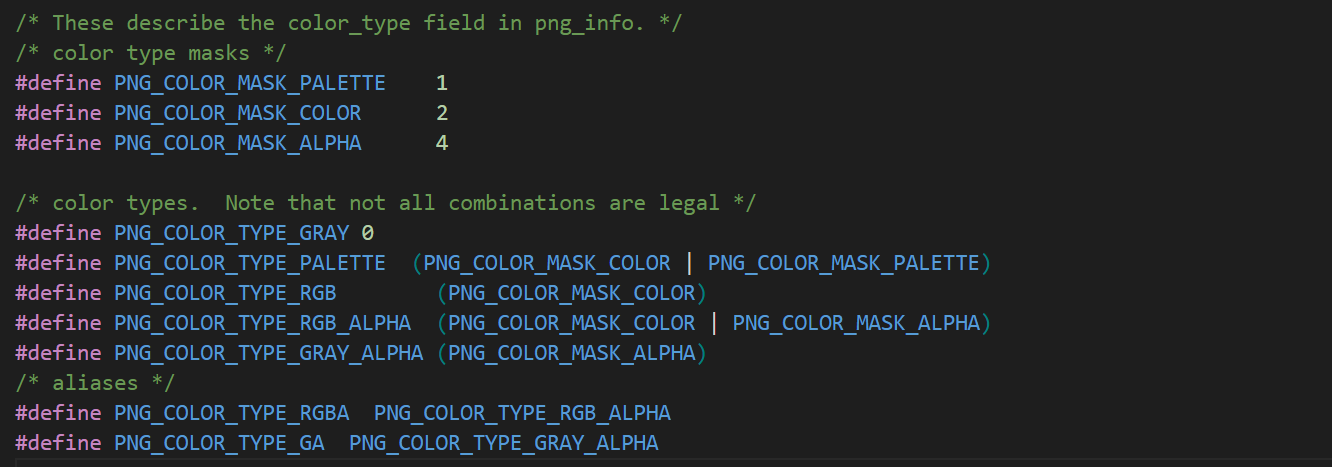 /* These describe the color_type field in png_info. */
/* color type masks */
#define PNG_COLOR_MASK_PALETTE    1
#define PNG_COLOR_MASK_COLOR      2
#define PNG_COLOR_MASK_ALPHA      4
/* color types.  Note that not all combinations are legal */
#define PNG_COLOR_TYPE_GRAY 0
#define PNG_COLOR_TYPE_PALETTE  (PNG_COLOR_MASK_COLOR | PNG_COLOR_MASK_PALETTE)
#define PNG_COLOR_TYPE_RGB        (PNG_COLOR_MASK_COLOR)
#define PNG_COLOR_TYPE_RGB_ALPHA  (PNG_COLOR_MASK_COLOR | PNG_COLOR_MASK_ALPHA)
#define PNG_COLOR_TYPE_GRAY_ALPHA (PNG_COLOR_MASK_ALPHA)
/* aliases */
#define PNG_COLOR_TYPE_RGBA  PNG_COLOR_TYPE_RGB_ALPHA
#define PNG_COLOR_TYPE_GA  PNG_COLOR_TYPE_GRAY_ALPHA